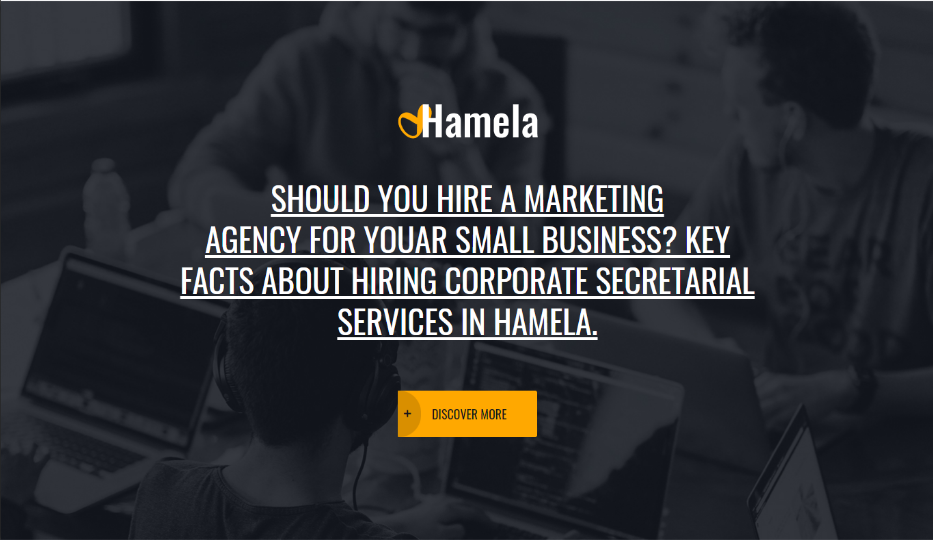 Hamela
SHOULD YOU HIRE A MARKETING
AGENCY FOR YOUAR SMALL BUSINESS? KEY
FACTS ABOUT HIRING CORPORATE SECRETARIAL
SERVICES IN HAMELA.
+ DISCOVER MORE